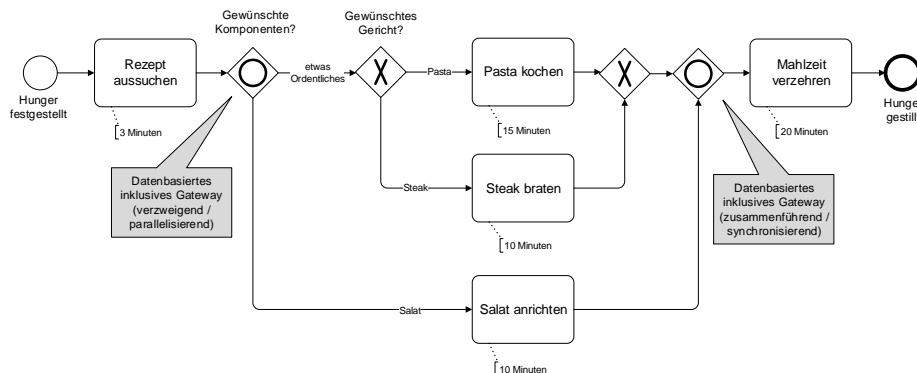 Gewünschte
Komponenten?
Gewünschtes
Gericht?
Rezept
aussuchen
etwas
Ordentliches
Pasta
Pasta kochen
Mahlzeit
verzehren
Hunger
festgestellt
Hunger
gestillt
3 Minuten
15 Minuten
20 Minuten
Datenbasiertes
inklusives Gateway
(verzweigend /
parallelisierend)
Steak
Steak braten
Datenbasiertes
inklusives Gateway
(zusammenführend /
synchronisierend)
10 Minuten
Salat
Salat anrichten
10 Minuten